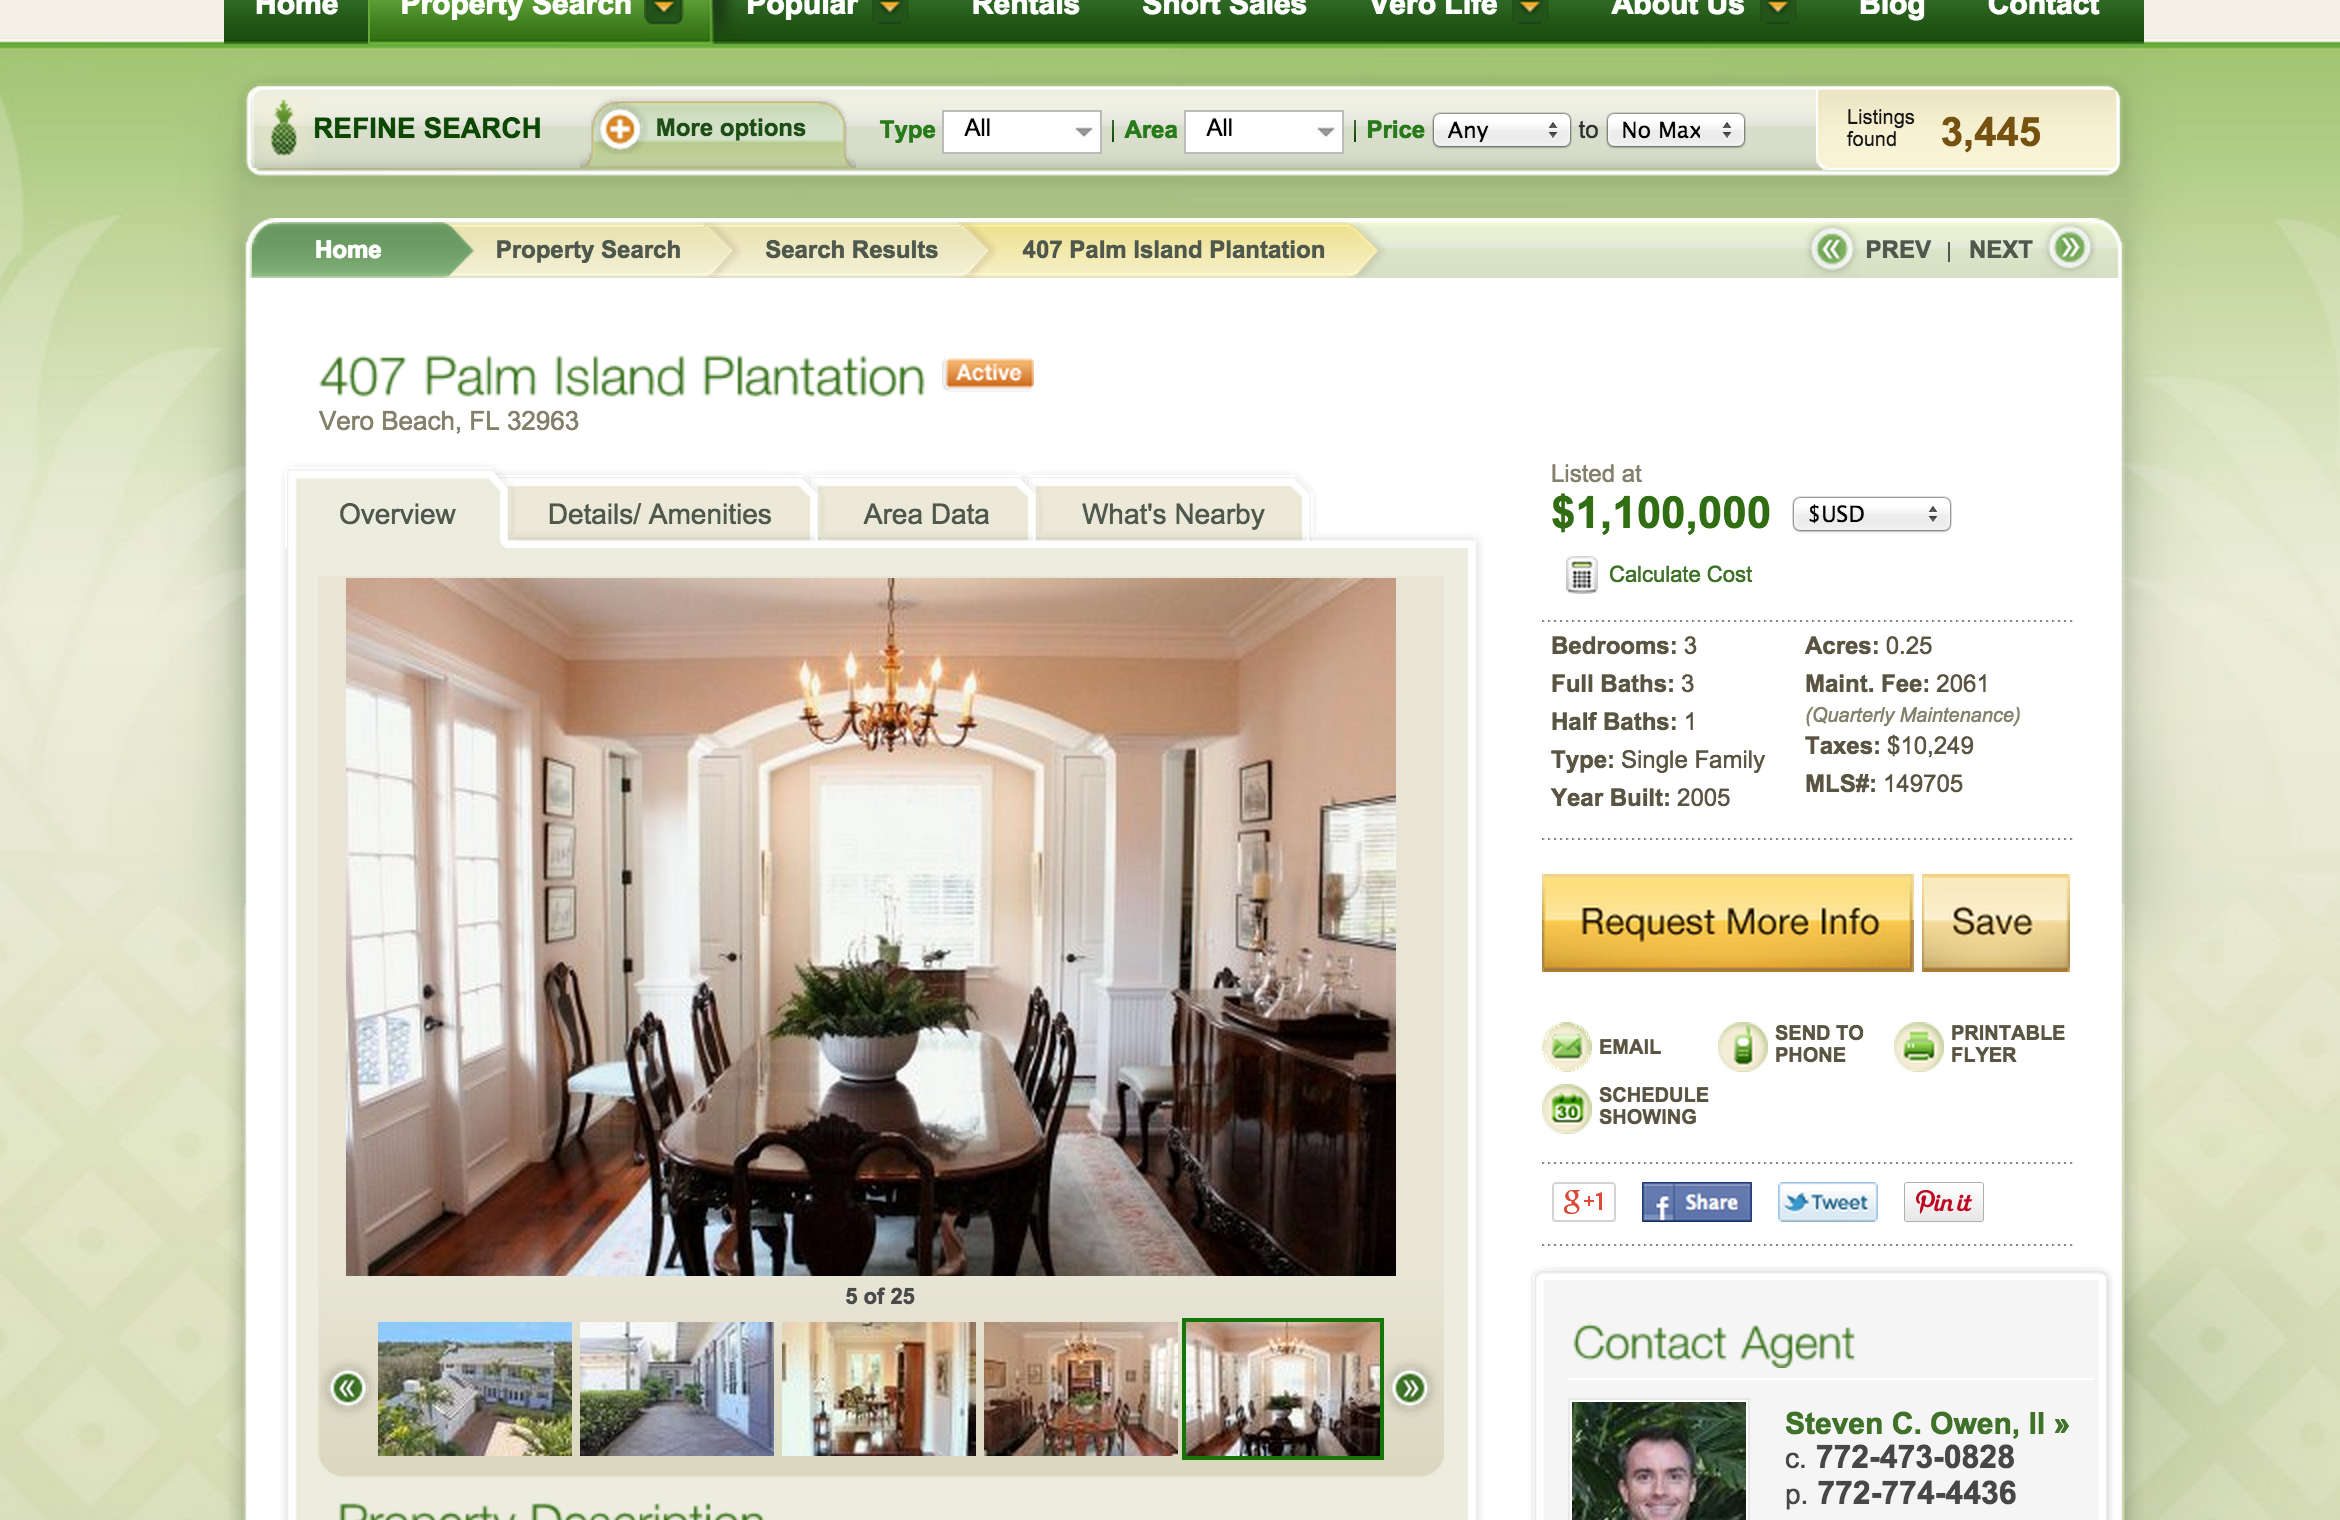 Home Property Search Popular Rentals Short Sales Vero Life About Us Blog Contact
REFINE SEARCH More options Type All | Area All | Price Any to No Max Listings found 3,445
Home Property Search Search Results 407 Palm Island Plantation PREV | NEXT
407 Palm Island Plantation Active
Vero Beach, FL 32963
Overview Details/ Amenities Area Data What's Nearby
5 of 25
Property Description
Listed at
$1,100,000 $USD
Calculate Cost
Bedrooms: 3
Full Baths: 3
Half Baths: 1
Type: Single Family
Year Built: 2005
Acres: 0.25
Maint. Fee: 2061
(Quarterly Maintenance)
Taxes: $10,249
MLS#: 149705
Request More Info Save
EMAIL
SEND TO
PHONE
PRINTABLE
FLYER
30
SCHEDULE
SHOWING
g+1 f Share Tweet Pin it
Contact Agent
Steven C. Owen, II »
c. 772-473-0828
p. 772-774-4436